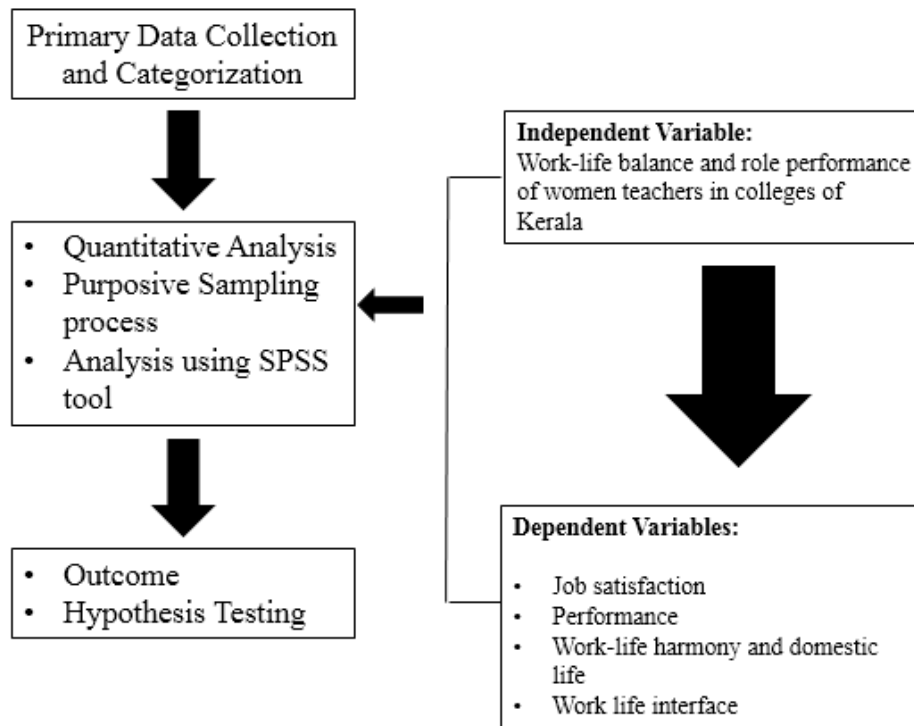 Primary Data Collection
and Categorization
• Quantitative Analysis
• Purposive Sampling
process
• Analysis using SPSS
tool
• Outcome
• Hypothesis Testing
Independent Variable:
Work-life balance and role performance
of women teachers in colleges of
Kerala
Dependent Variables:
• Job satisfaction
• Performance
• Work-life harmony and domestic
life
• Work life interface